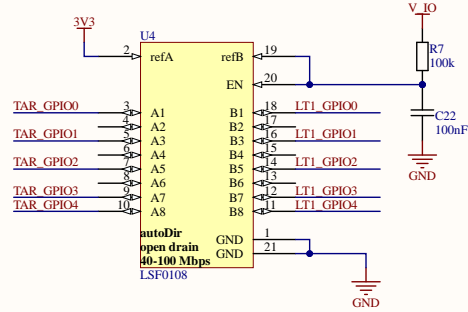 V_IO
3V3
U4
R7
100k
2
refA
refB
19
EN
20
C22
100nF
GND
TAR_GPIO0
3
A1
B1
18
LT1_GPIO0
4
A2
B2
17
TAR_GPIO1
5
A3
B3
16
LT1_GPIO1
6
A4
B4
15
TAR_GPIO2
7
A5
B5
14
LT1_GPIO2
8
A6
B6
13
TAR_GPIO3
9
A7
B7
12
LT1_GPIO3
TAR_GPIO4
10
A8
B8
11
LT1_GPIO4
autoDir
open drain
40-100 Mbps
GND
1
GND
21
LSF0108
GND